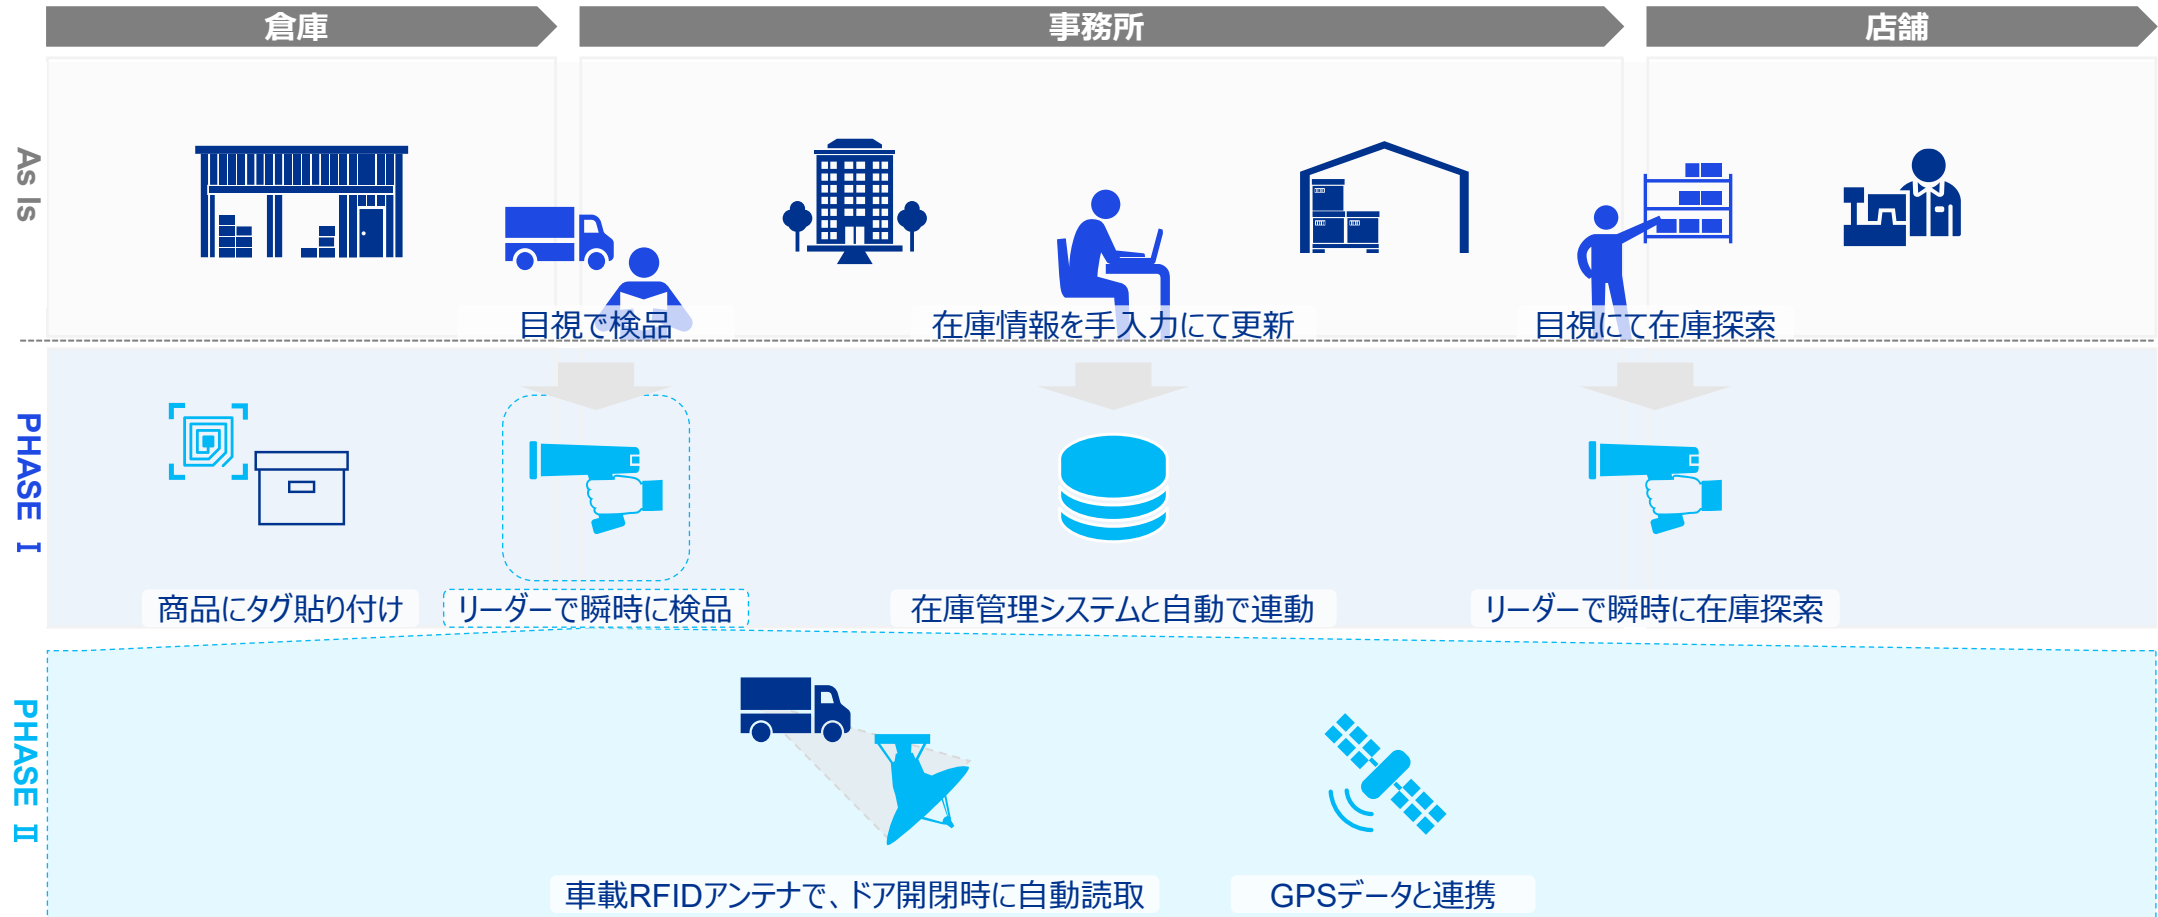 倉庫
事務所
店舗
As Is
目視で検品
在庫情報を手入力にて更新
目視にて在庫探索
PHASE Ⅰ
商品にタグ貼り付け
リーダーで瞬時に検品
在庫管理システムと自動で連動
リーダーで瞬時に在庫探索
PHASE Ⅱ
車載RFIDアンテナで、ドア開閉時に自動読取
GPSデータと連携